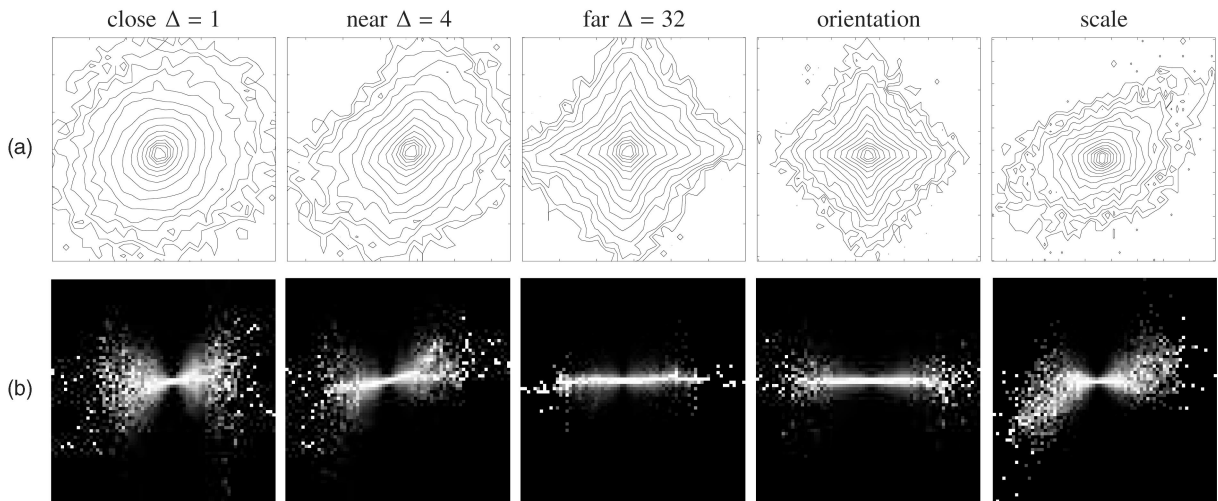 close Δ = 1
near Δ = 4
far Δ = 32
orientation
scale
(a)
(b)